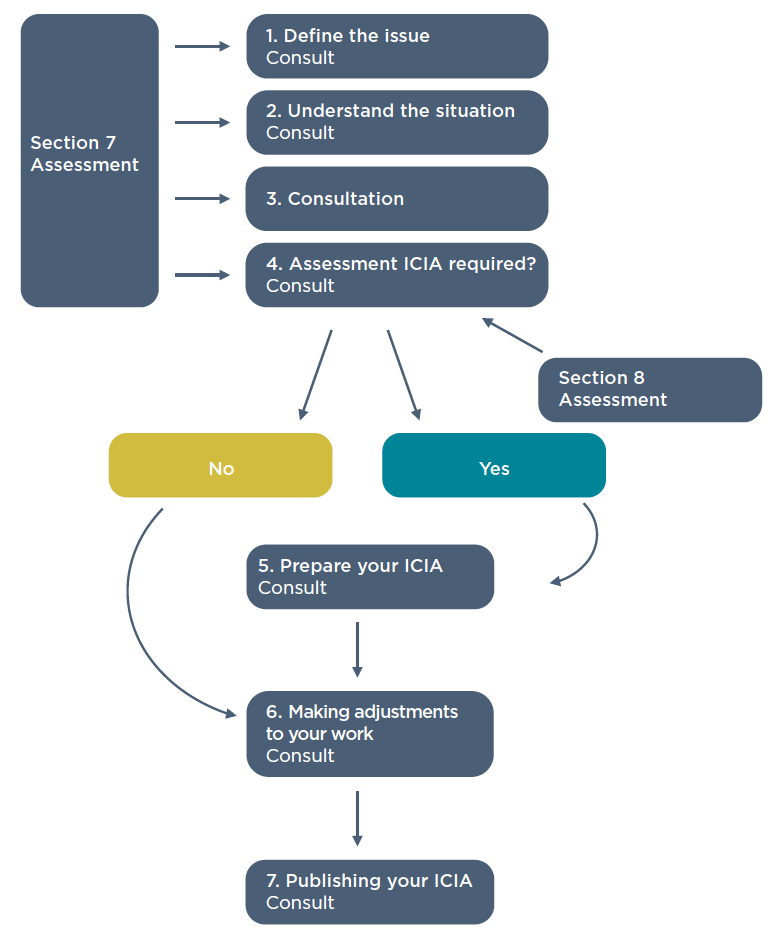 Section 7
Assessment
1. Define the issue
Consult
2. Understand the situation
Consult
3. Consultation
4. Assessment ICIA required?
Consult
Section 8
Assessment
No
Yes
5. Prepare your ICIA
Consult
6. Making adjustments
to your work
Consult
7. Publishing your ICIA
Consult